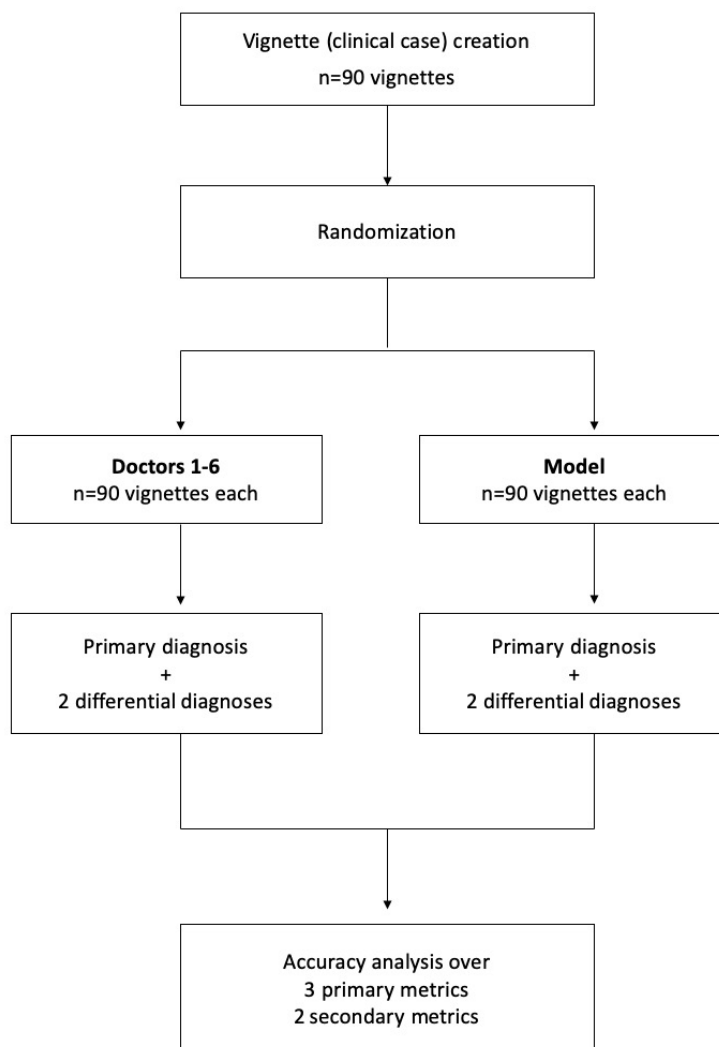 Vignette (clinical case) creation
n=90 vignettes
Randomization
Doctors 1-6
n=90 vignettes each
Model
n=90 vignettes each
Primary diagnosis
+
2 differential diagnoses
Primary diagnosis
+
2 differential diagnoses
Accuracy analysis over
3 primary metrics
2 secondary metrics